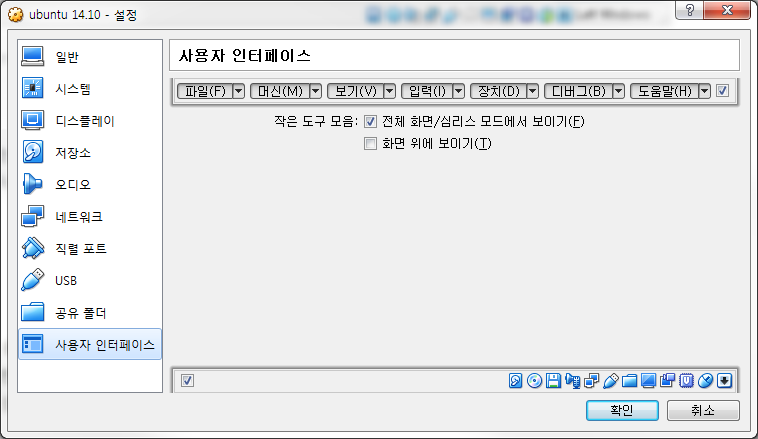 ubuntu 14.10 - 설정
일반
시스템
디스플레이
저장소
오디오
네트워크
직렬 포트
USB
공유 폴더
사용자 인터페이스
사용자 인터페이스
파일(F) 머신(M) 보기(V) 입력(I) 장치(D) 디버그(B) 도움말(H)
작은 도구 모음: 전체 화면/심리스 모드에서 보이기(F)
화면 위에 보이기(T)
확인 취소